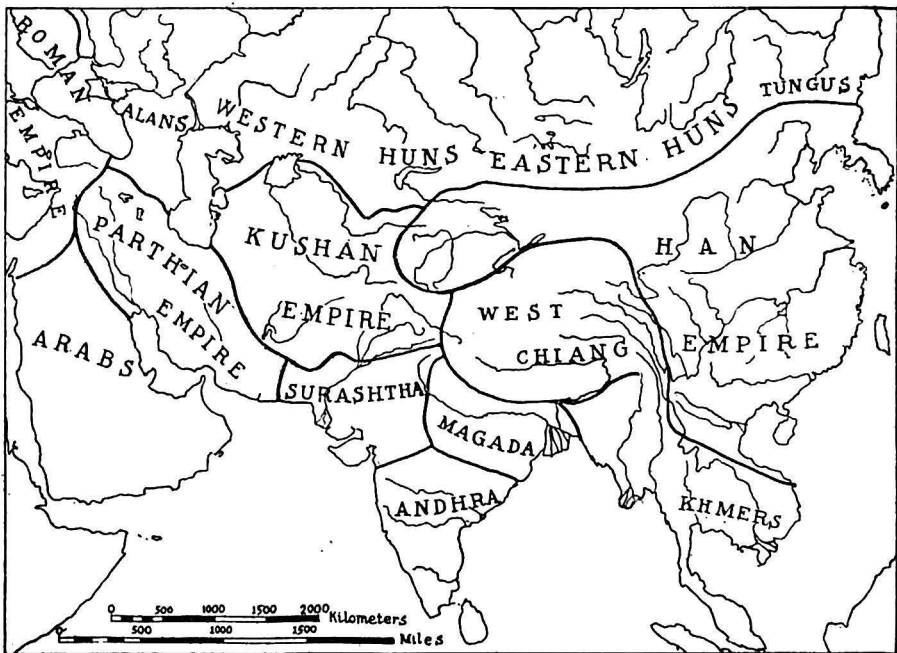 ROMAN EMPIRE
ALANS
WESTERN HUNS
EASTERN HUNS
TUNGUS
PARTHIAN EMPIRE
KUSHAN EMPIRE
HAN EMPIRE
WEST CHIANG
ARABS
SURASHTHA
MAGADA
ANDHRA
KHMERS
0 500 1000 1500 2000 Kilometers
0 500 1000 1500 Miles